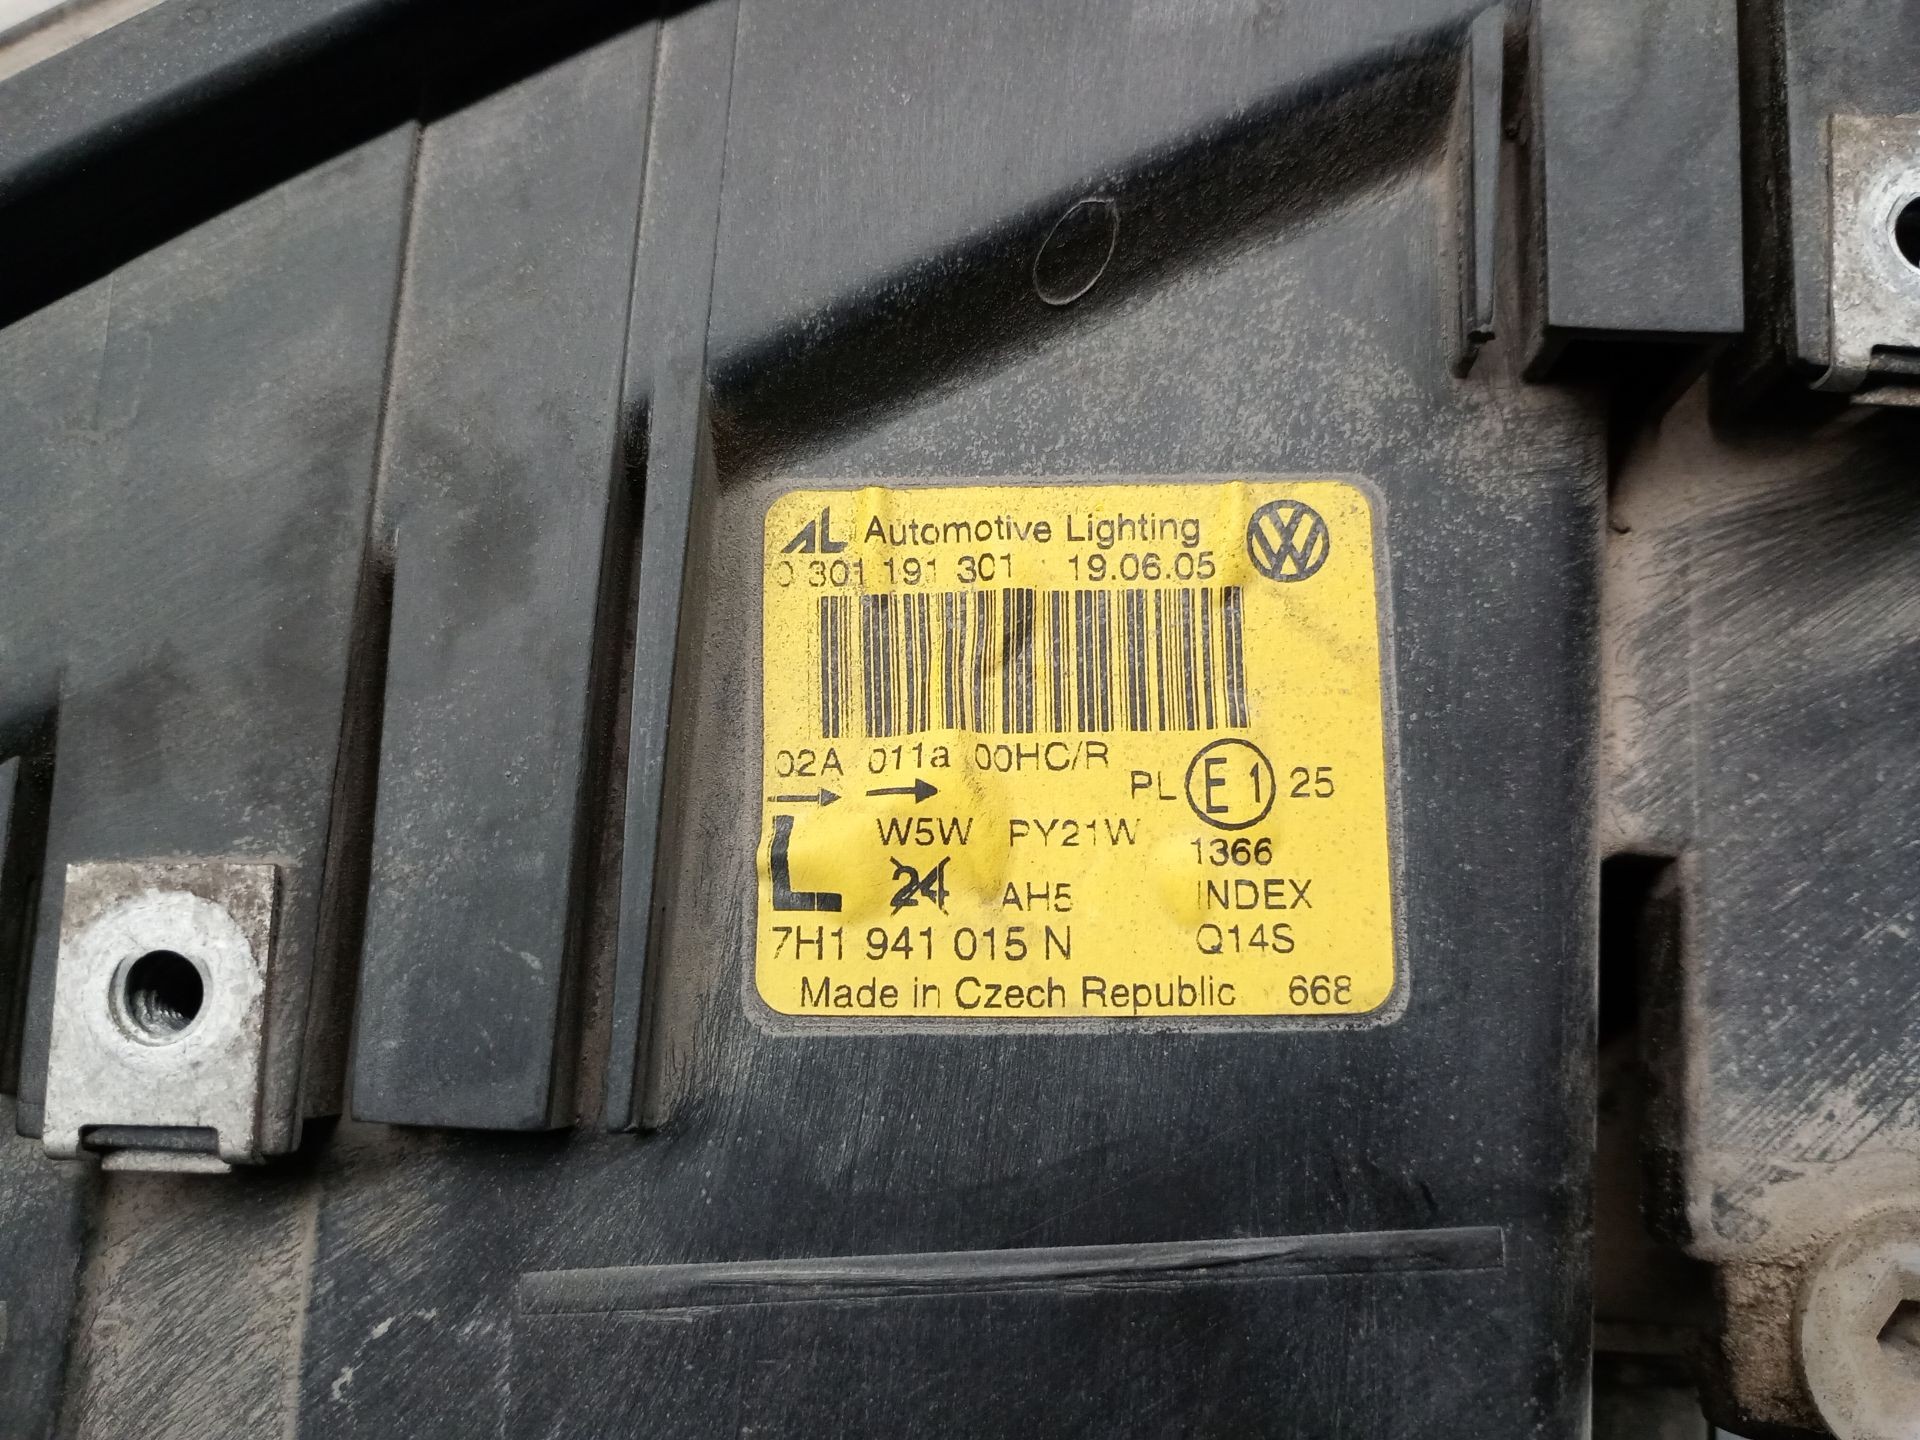 AL Automotive Lighting
0 301 191 301 19.06.05
02A 011a 00HC/R
PL E1 25
L W5W PY21W 1366
24 AH5 INDEX
7H1 941 015 N Q14S
Made in Czech Republic 668